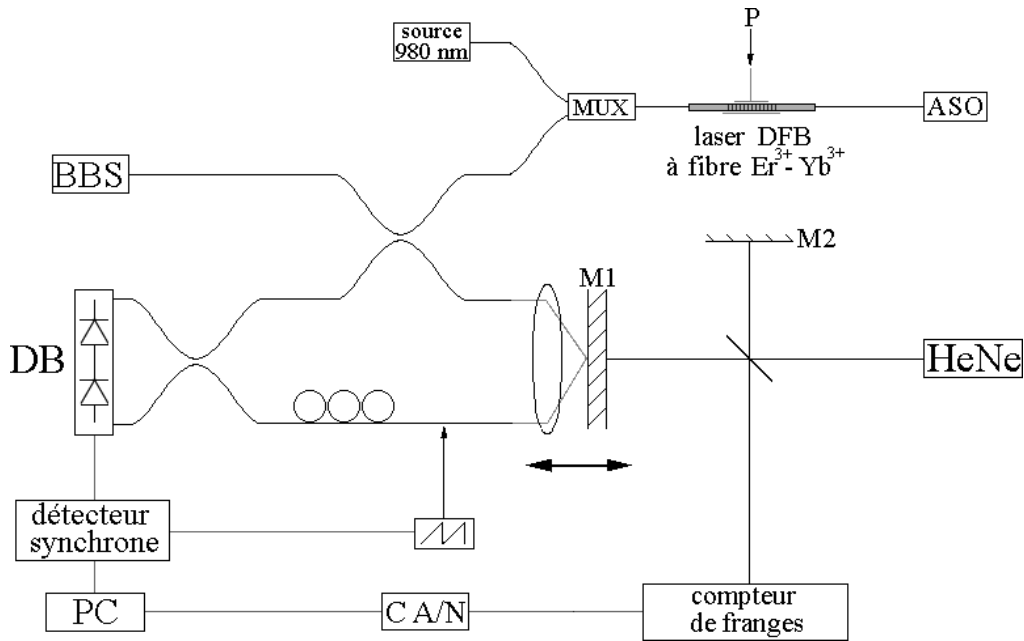 source
980 nm
P
MUX
ASO
laser DFB
à fibre Er³⁺- Yb³⁺
BBS
M2
M1
DB
HeNe
détecteur
synchrone
PC
C A/N
compteur
de franges